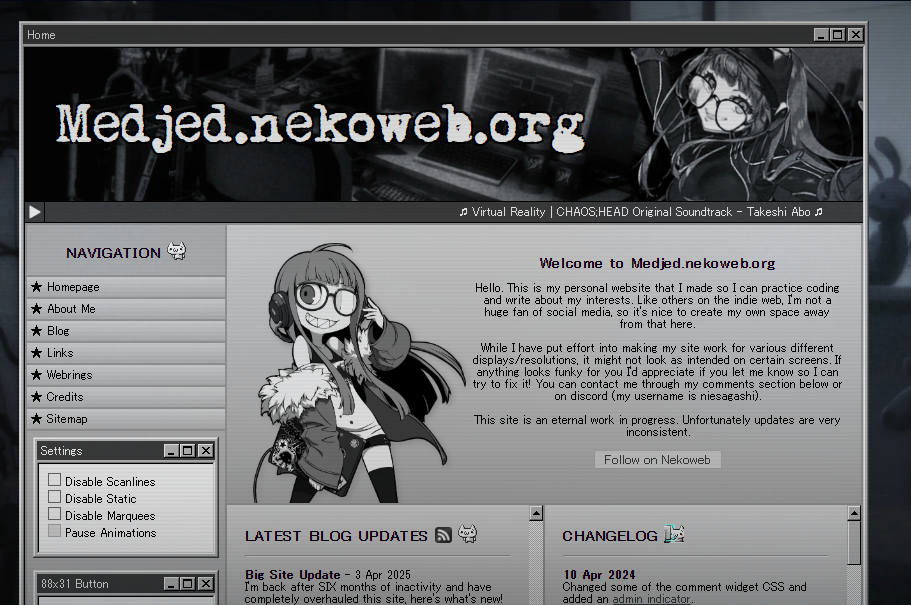 Home
Medjed.nekoweb.org
♫ Virtual Reality | CHAOS;HEAD Original Soundtrack - Takeshi Abo ♫
NAVIGATION
★ Homepage
★ About Me
★ Blog
★ Links
★ Webrings
★ Credits
★ Sitemap
Settings
Disable Scanlines
Disable Static
Disable Marquees
Pause Animations
88x31 Button
Welcome to Medjed.nekoweb.org
Hello. This is my personal website that I made so I can practice coding
and write about my interests. Like others on the indie web, I'm not a
huge fan of social media, so it's nice to create my own space away
from that here.
While I have put effort into making my site work for various different
displays/resolutions, it might not look as intended on certain screens. If
anything looks funky for you I'd appreciate if you let me know so I can
try to fix it! You can contact me through my comments section below or
on discord (my username is niesagashi).
This site is an eternal work in progress. Unfortunately updates are very
inconsistent.
Follow on Nekoweb
LATEST BLOG UPDATES
Big Site Update - 3 Apr 2025
I'm back after SIX months of inactivity and have
completely overhauled this site, here's what's new!
CHANGELOG
10 Apr 2024
Changed some of the comment widget CSS and
added an admin indicator.